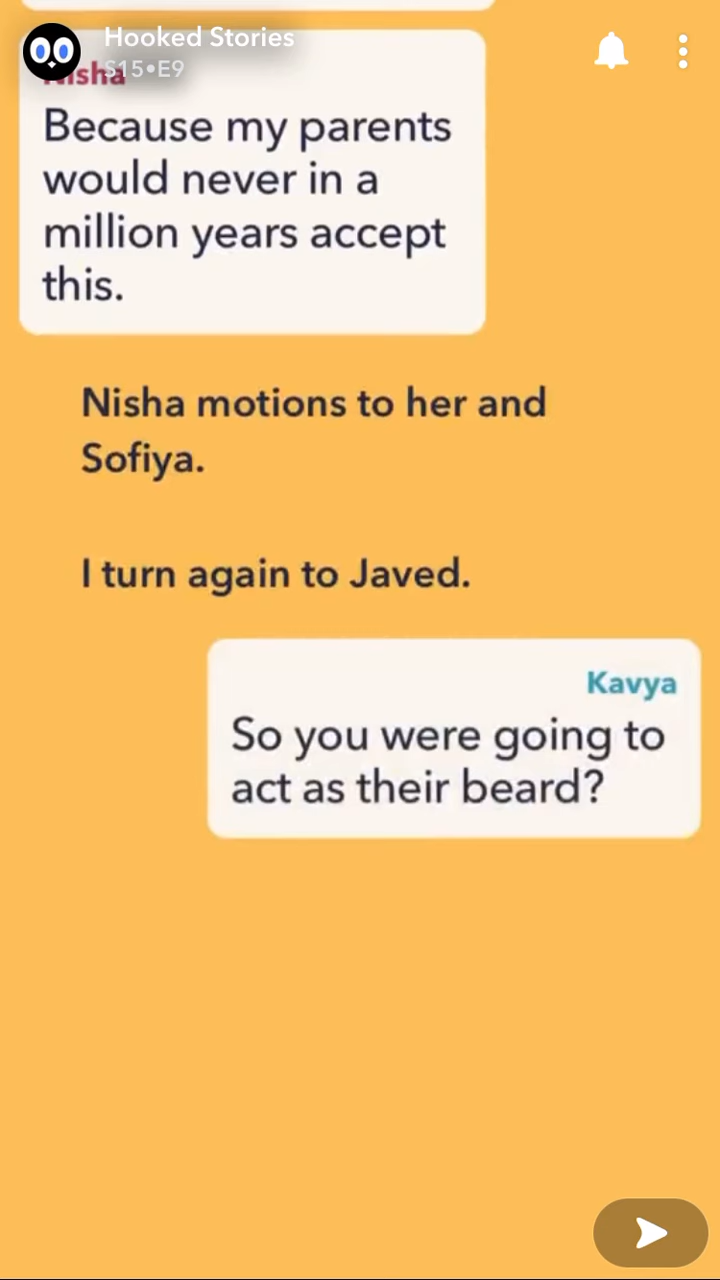 Hooked Stories
S15•E9
Nisha
Because my parents
would never in a
million years accept
this.
Nisha motions to her and
Sofiya.
I turn again to Javed.
Kavya
So you were going to
act as their beard?